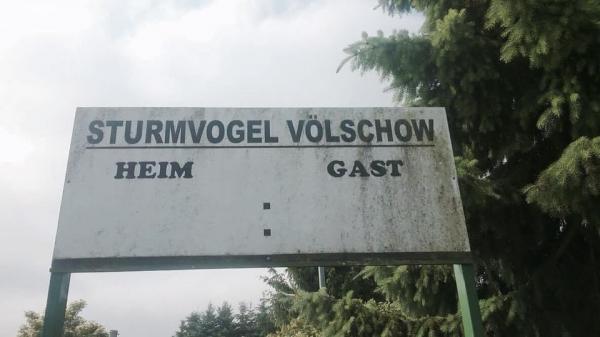 STURMVOGEL VÖLSCHOW
HEIM GAST
: